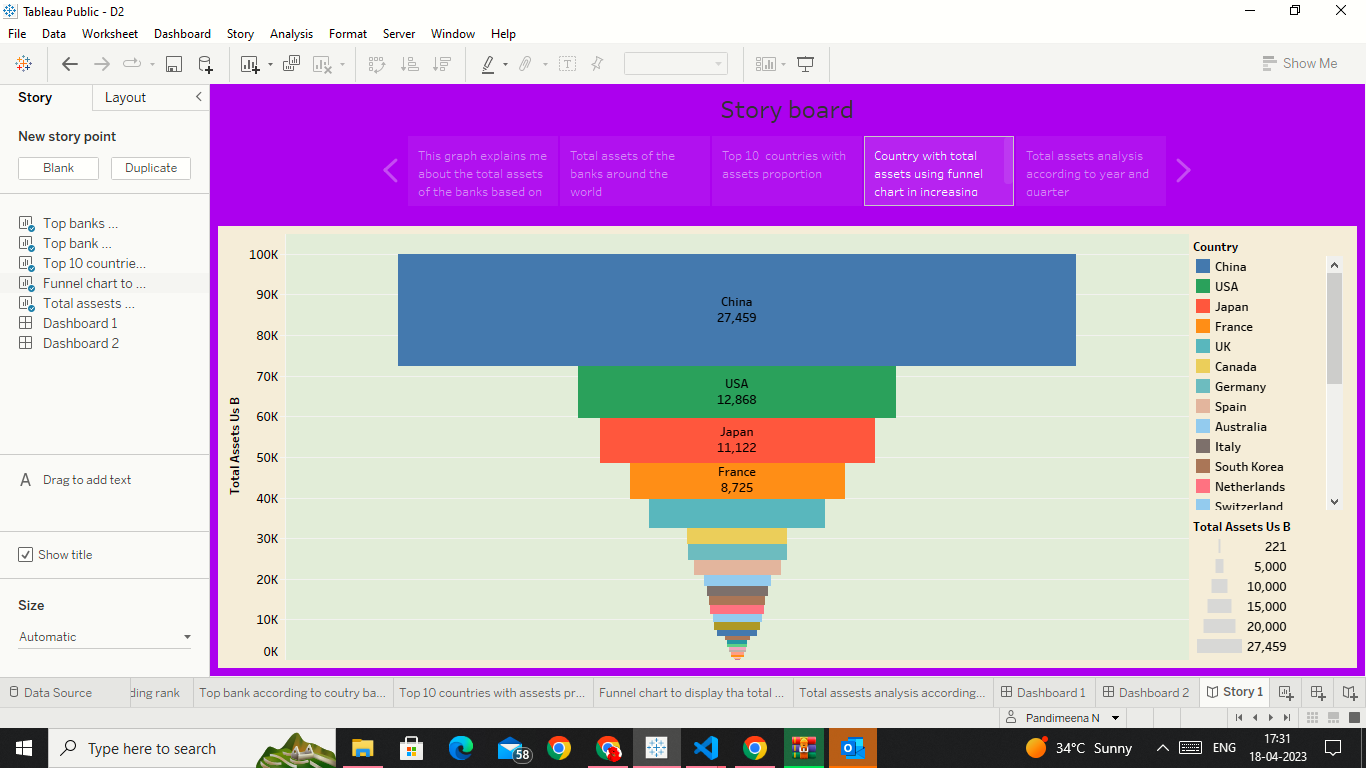 Tableau Public - D2
File Data Worksheet Dashboard Story Analysis Format Server Window Help
Show Me
Story Layout
New story point
Blank Duplicate
Top banks ...
Top bank ...
Top 10 countrie...
Funnel chart to ...
Total assests ...
Dashboard 1
Dashboard 2
A Drag to add text
Show title
Size
Automatic
Story board
This graph explains me
about the total assets
of the banks based on
Total assets of the
banks around the
world
Top 10 countries with
assets proportion
Country with total
assets using funnel
chart in increasing
Total assets analysis
according to year and
quarter
Total Assets Us B
100K
90K
80K
70K
60K
50K
40K
30K
20K
10K
0K
China
27,459
USA
12,868
Japan
11,122
France
8,725
Country
China
USA
Japan
France
UK
Canada
Germany
Spain
Australia
Italy
South Korea
Netherlands
Switzerland
Total Assets Us B
221
5,000
10,000
15,000
20,000
27,459
Data Source ding rank Top bank according to coutry ba... Top 10 countries with assests pr... Funnel chart to display tha total ... Total assests analysis according... Dashboard 1 Dashboard 2 Story 1
Pandimeena N
Type here to search
58
34°C Sunny
ENG
17:31
18-04-2023